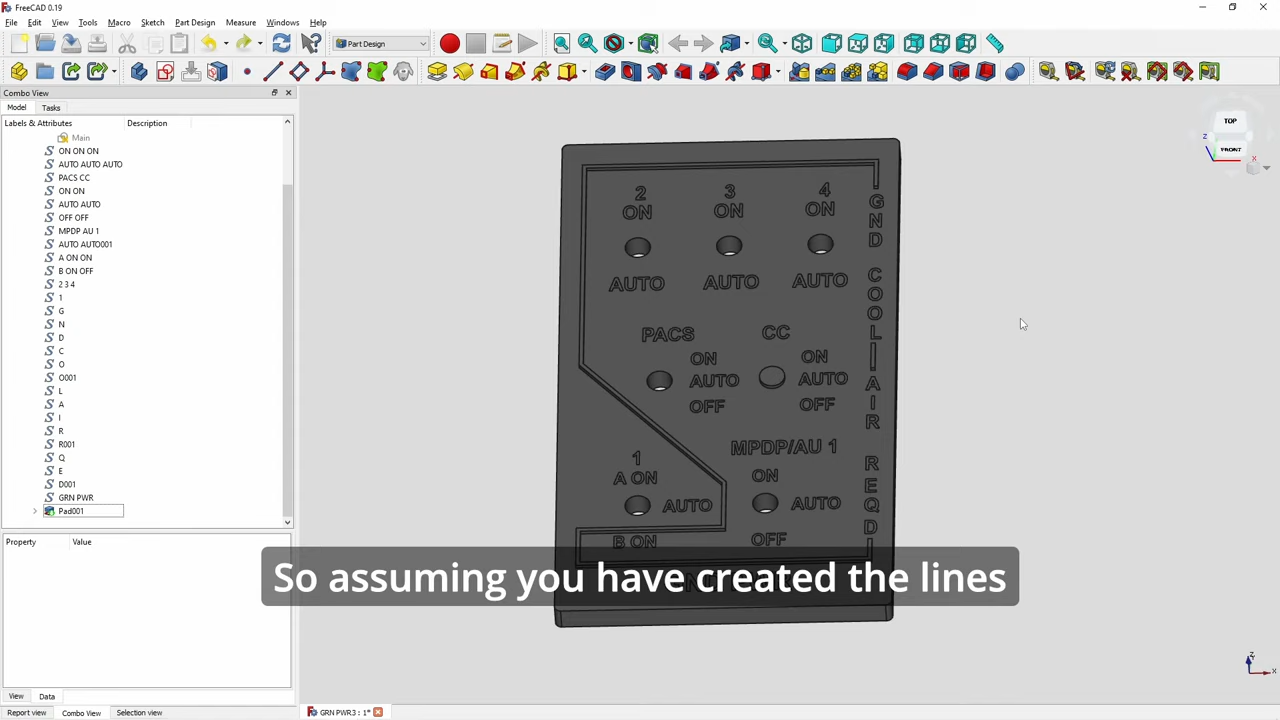 FreeCAD 0.19
File Edit View Tools Macro Sketch Part Design Measure Windows Help
Part Design
Combo View
Model Tasks
Labels & Attributes Description
Main
ON ON ON
AUTO AUTO AUTO
PACS CC
ON ON
AUTO AUTO
OFF OFF
MPDP AU 1
AUTO AUTO001
A ON ON
B ON OFF
2 3 4
1
G
N
D
C
O
O001
L
A
I
R
R001
Q
E
D001
GRN PWR
Pad001
Property Value
View Data
Report view Combo View Selection view
TOP
FRONT
Z
X
2 3 4
ON ON ON
AUTO AUTO AUTO
PACS CC
ON ON
AUTO AUTO
OFF OFF
MPDP/AU 1
1
A ON ON
AUTO AUTO
B ON OFF
G
N
D
C
O
O
L
A
I
R
R
E
Q
D
So assuming you have created the lines
GRN PWR3 : 1*
Z
X